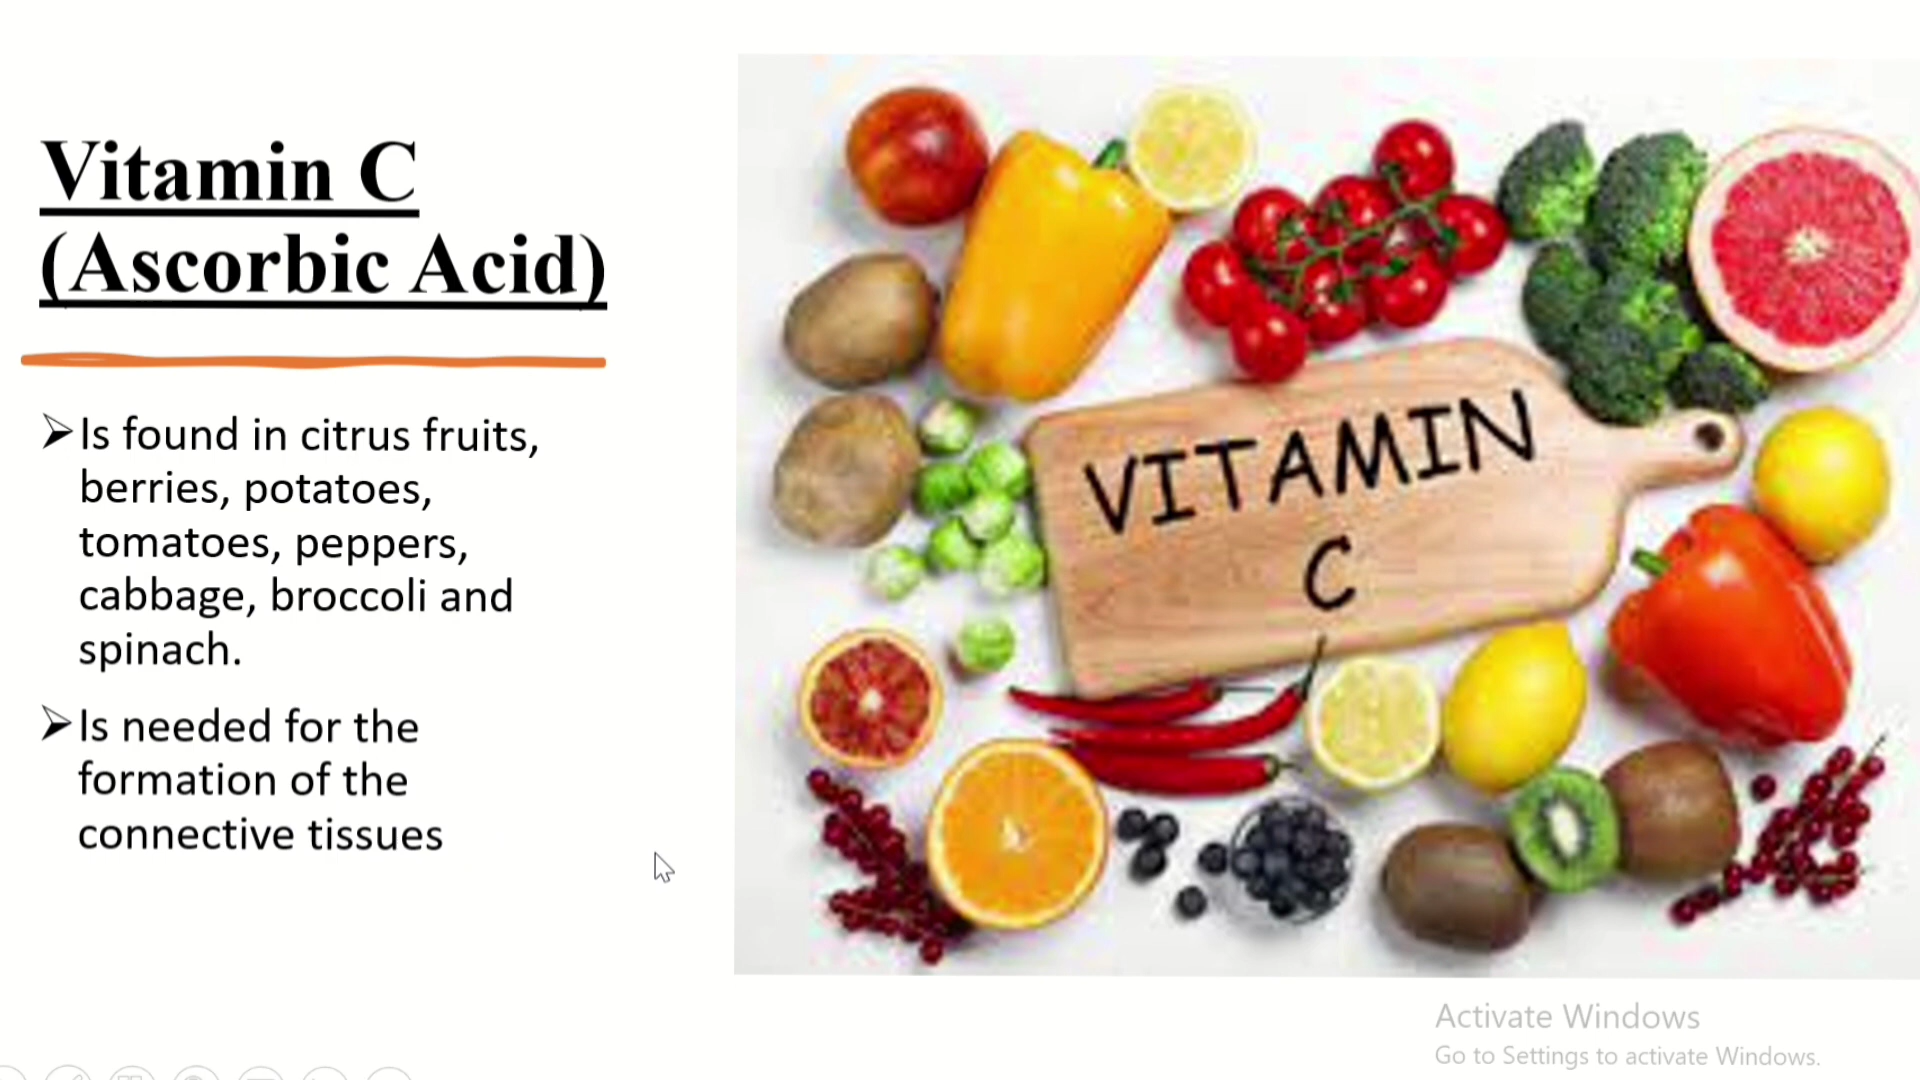 Vitamin C
(Ascorbic Acid)
➢Is found in citrus fruits,
berries, potatoes,
tomatoes, peppers,
cabbage, broccoli and
spinach.
➢Is needed for the
formation of the
connective tissues
VITAMIN
C
Activate Windows
Go to Settings to activate Windows.